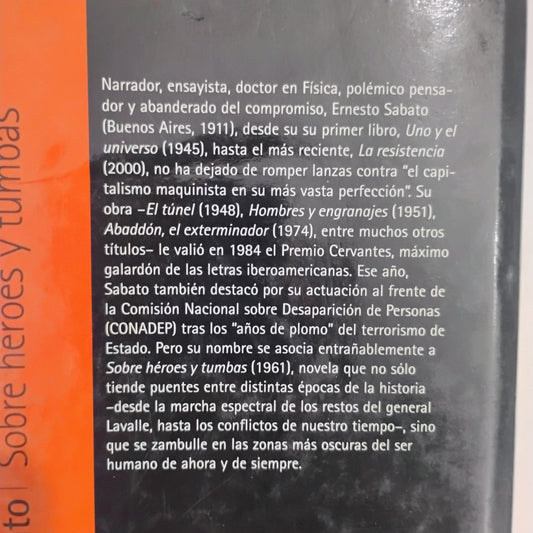 Narrador, ensayista, doctor en Física, polémico pensa-
dor y abanderado del compromiso, Ernesto Sabato
(Buenos Aires, 1911), desde su su primer libro, Uno y el
universo (1945), hasta el más reciente, La resistencia
(2000), no ha dejado de romper lanzas contra "el capi-
talismo maquinista en su más vasta perfección". Su
obra –El túnel (1948), Hombres y engranajes (1951),
Abaddón, el exterminador (1974), entre muchos otros
títulos– le valió en 1984 el Premio Cervantes, máximo
galardón de las letras iberoamericanas. Ese año,
Sabato también destacó por su actuación al frente de
la Comisión Nacional sobre Desaparición de Personas
(CONADEP) tras los "años de plomo" del terrorismo de
Estado. Pero su nombre se asocia entrañablemente a
Sobre héroes y tumbas (1961), novela que no sólo
tiende puentes entre distintas épocas de la historia
–desde la marcha espectral de los restos del general
Lavalle, hasta los conflictos de nuestro tiempo–, sino
que se zambulle en las zonas más oscuras del ser
humano de ahora y de siempre.
to | Sobre héroes y tumbas